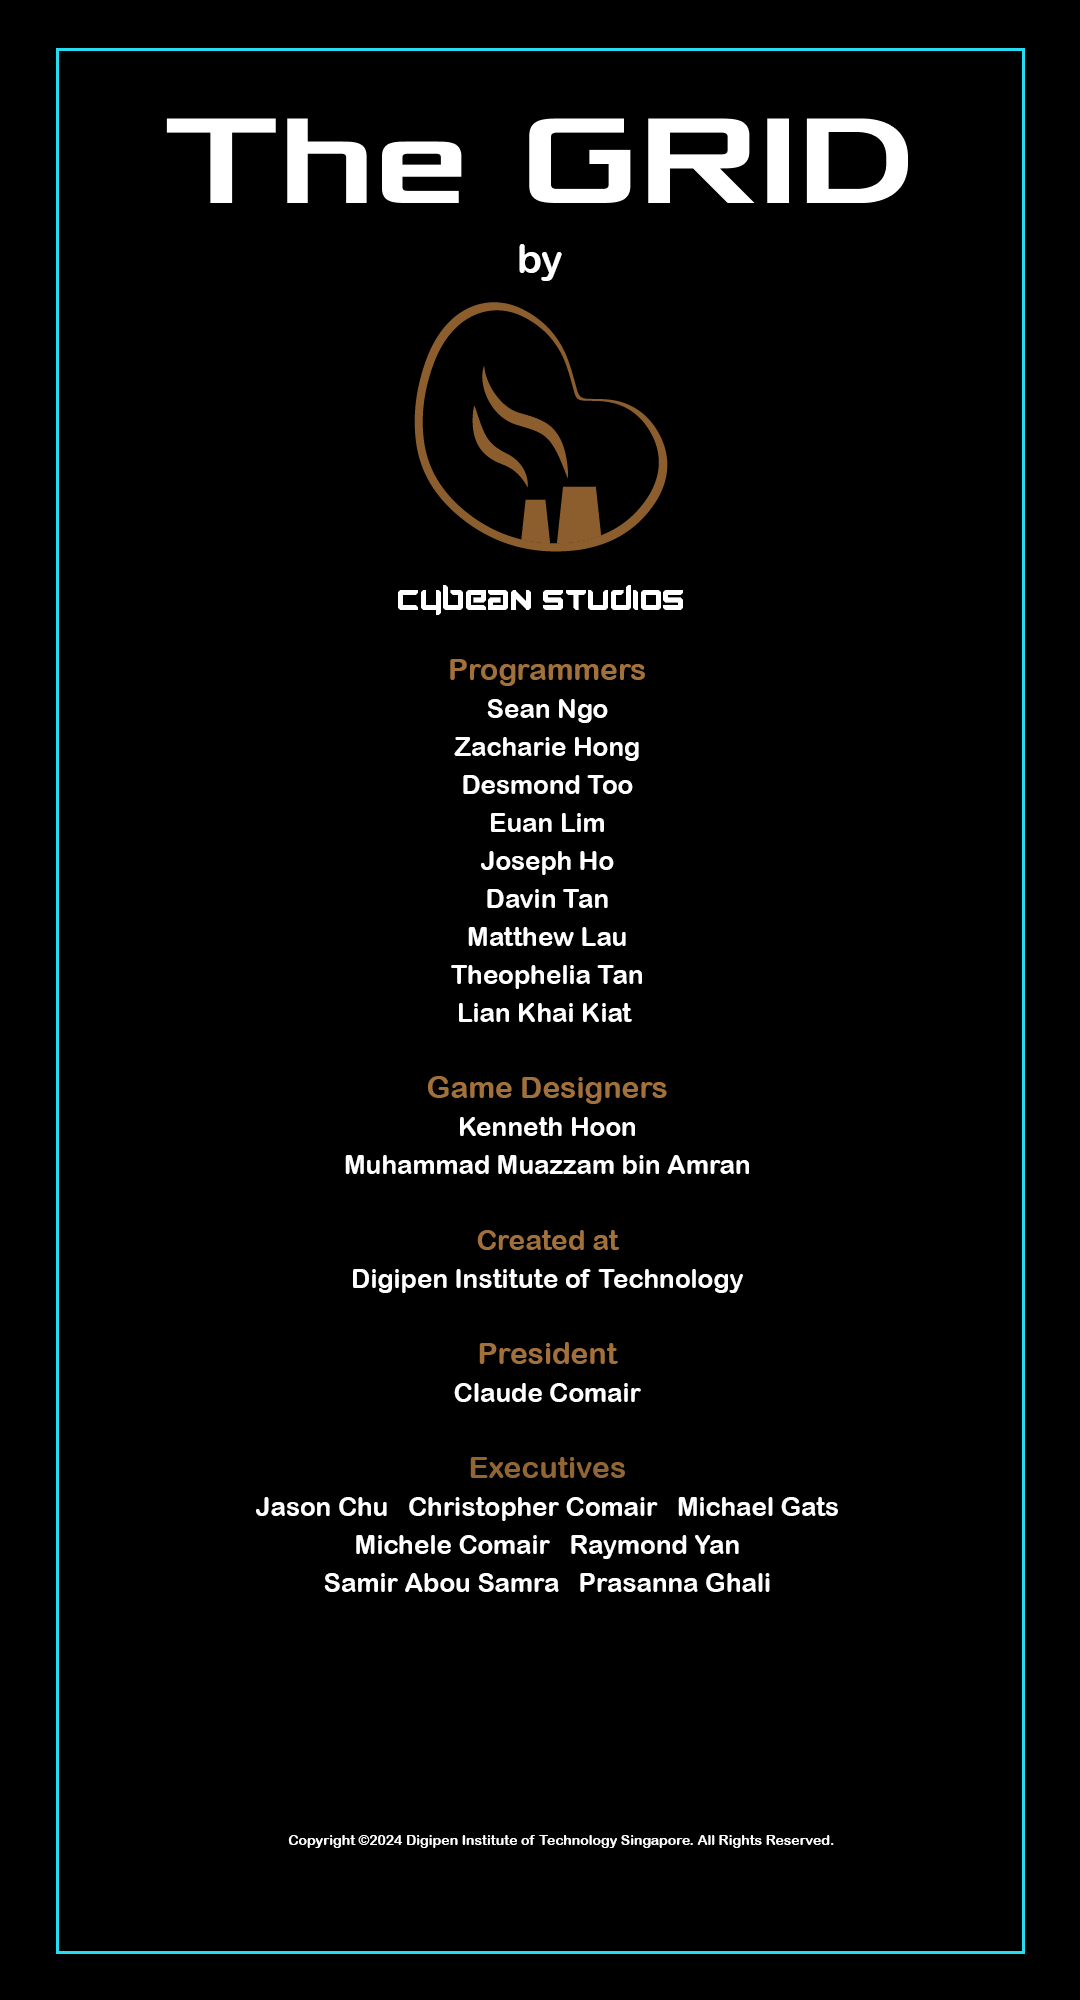 The GRID
by
cybean studios
Programmers
Sean Ngo
Zacharie Hong
Desmond Too
Euan Lim
Joseph Ho
Davin Tan
Matthew Lau
Theophelia Tan
Lian Khai Kiat
Game Designers
Kenneth Hoon
Muhammad Muazzam bin Amran
Created at
Digipen Institute of Technology
President
Claude Comair
Executives
Jason Chu Christopher Comair Michael Gats
Michele Comair Raymond Yan
Samir Abou Samra Prasanna Ghali
Copyright ©2024 Digipen Institute of Technology Singapore. All Rights Reserved.